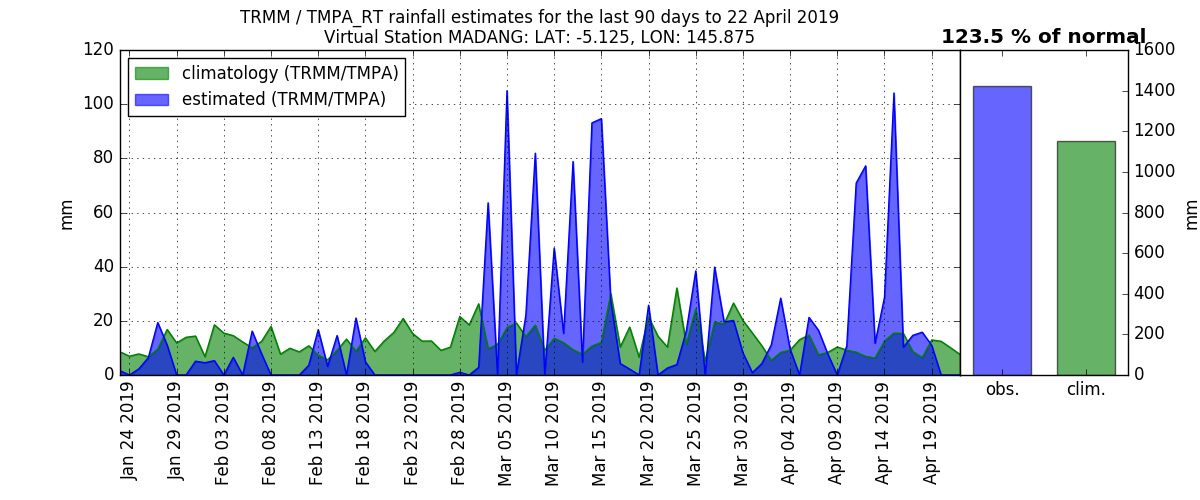 TRMM / TMPA_RT rainfall estimates for the last 90 days to 22 April 2019
Virtual Station MADANG: LAT: -5.125, LON: 145.875
123.5 % of normal
climatology (TRMM/TMPA)
estimated (TRMM/TMPA)
120
100
80
60
40
20
0
mm
Jan 24 2019
Jan 29 2019
Feb 03 2019
Feb 08 2019
Feb 13 2019
Feb 18 2019
Feb 23 2019
Feb 28 2019
Mar 05 2019
Mar 10 2019
Mar 15 2019
Mar 20 2019
Mar 25 2019
Mar 30 2019
Apr 04 2019
Apr 09 2019
Apr 14 2019
Apr 19 2019
obs.
clim.
1600
1400
1200
1000
800
600
400
200
0
mm